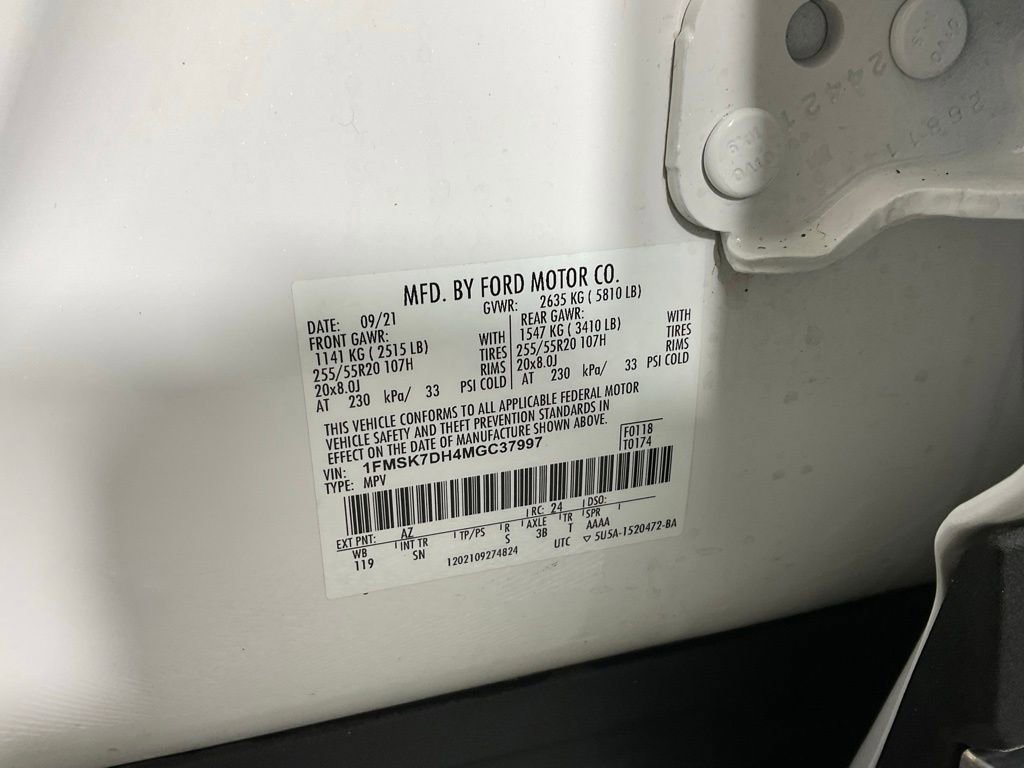 MFD. BY FORD MOTOR CO.
DATE: 09/21
GVWR: 2635 KG ( 5810 LB)
FRONT GAWR:
1141 KG ( 2515 LB) WITH
255/55R20 107H TIRES
20x8.0J RIMS
AT 230 kPa/ 33 PSI COLD
REAR GAWR:
1547 KG ( 3410 LB) WITH
255/55R20 107H TIRES
20x8.0J RIMS
AT 230 kPa/ 33 PSI COLD
THIS VEHICLE CONFORMS TO ALL APPLICABLE FEDERAL MOTOR
VEHICLE SAFETY AND THEFT PREVENTION STANDARDS IN
EFFECT ON THE DATE OF MANUFACTURE SHOWN ABOVE.
VIN: 1FMSK7DH4MGC37997
TYPE: MPV
F0118
T0174
EXT PNT: AZ RC: 24 DSO:
WB INT TR TP/PS R AXLE TR SPR
119 SN S 3B T AAAA
1202109274824 UTC ▽ 5U5A-1520472-BA